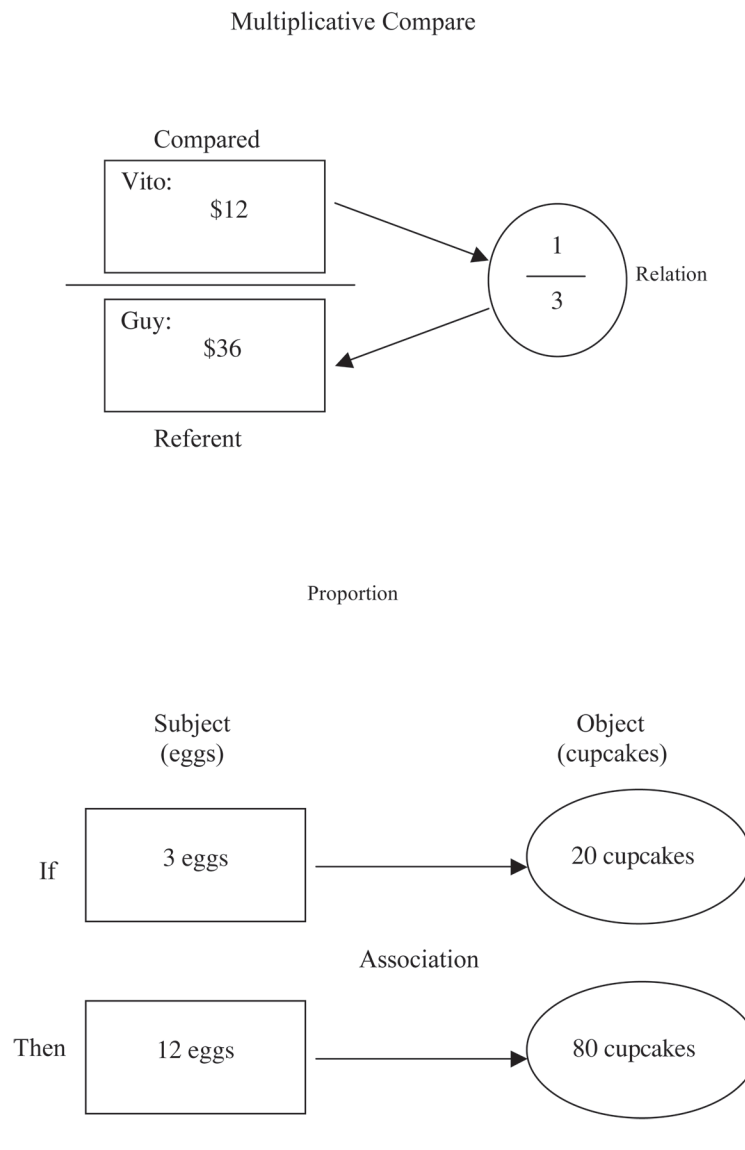 Multiplicative Compare
Compared
Vito:
$12
1
3
Relation
Guy:
$36
Referent
Proportion
Subject
(eggs)
Object
(cupcakes)
If
3 eggs
20 cupcakes
Association
Then
12 eggs
80 cupcakes